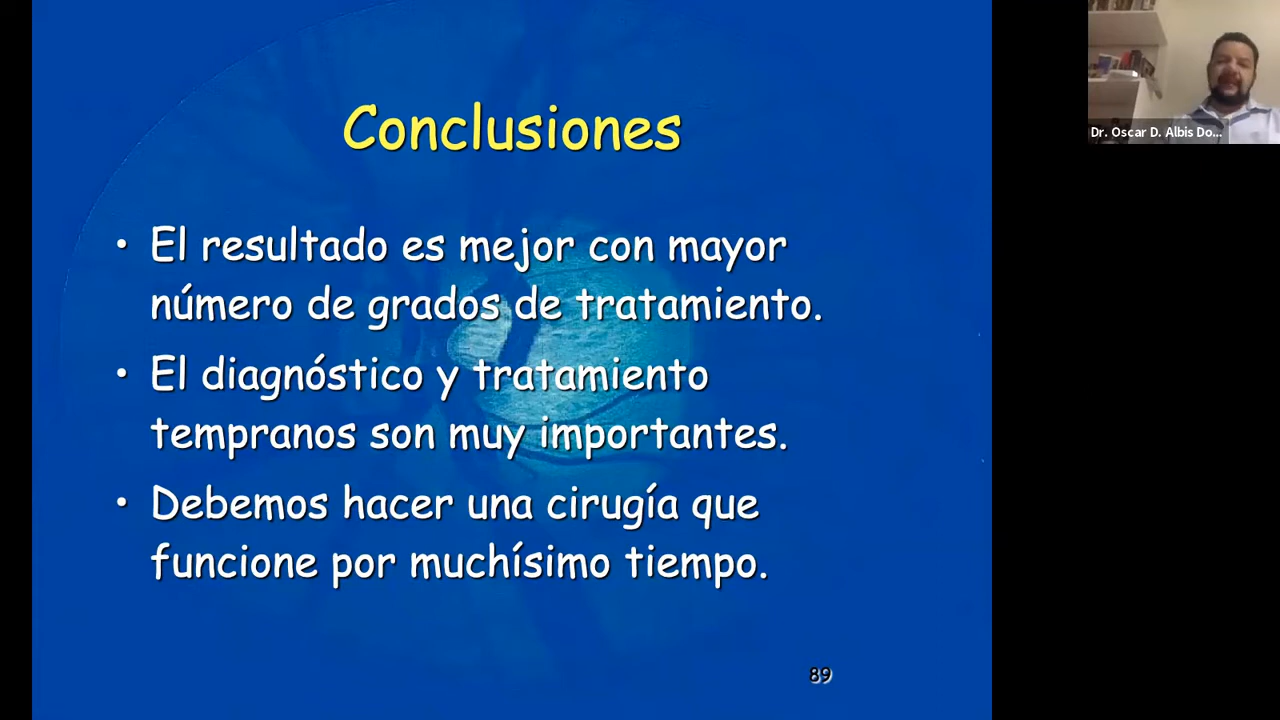 Conclusiones
• El resultado es mejor con mayor
número de grados de tratamiento.
• El diagnóstico y tratamiento
tempranos son muy importantes.
• Debemos hacer una cirugía que
funcione por muchísimo tiempo.
89
Dr. Oscar D. Albis Do...